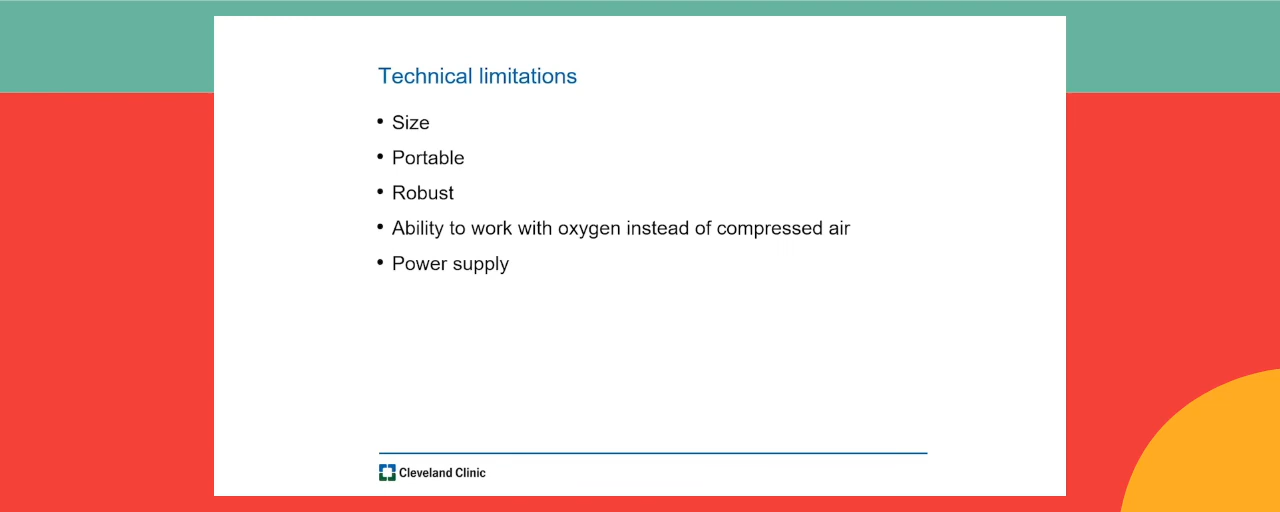 Technical limitations
• Size
• Portable
• Robust
• Ability to work with oxygen instead of compressed air
• Power supply
Cleveland Clinic